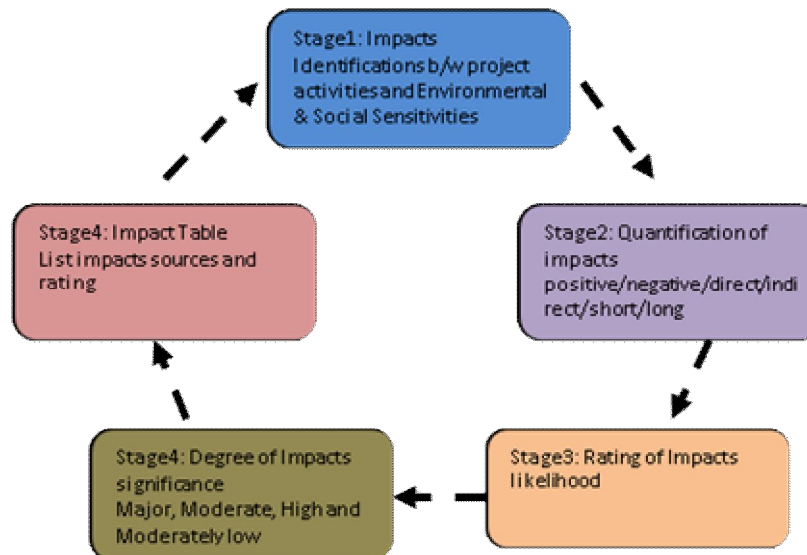 Stage1: Impacts
Identifications b/w project
activities and Environmental
& Social Sensitivities
Stage2: Quantification of
impacts
positive/negative/direct/indi
rect/short/long
Stage3: Rating of Impacts
likelihood
Stage4: Degree of Impacts
significance
Major, Moderate, High and
Moderately low
Stage4: Impact Table
List impacts sources and
rating